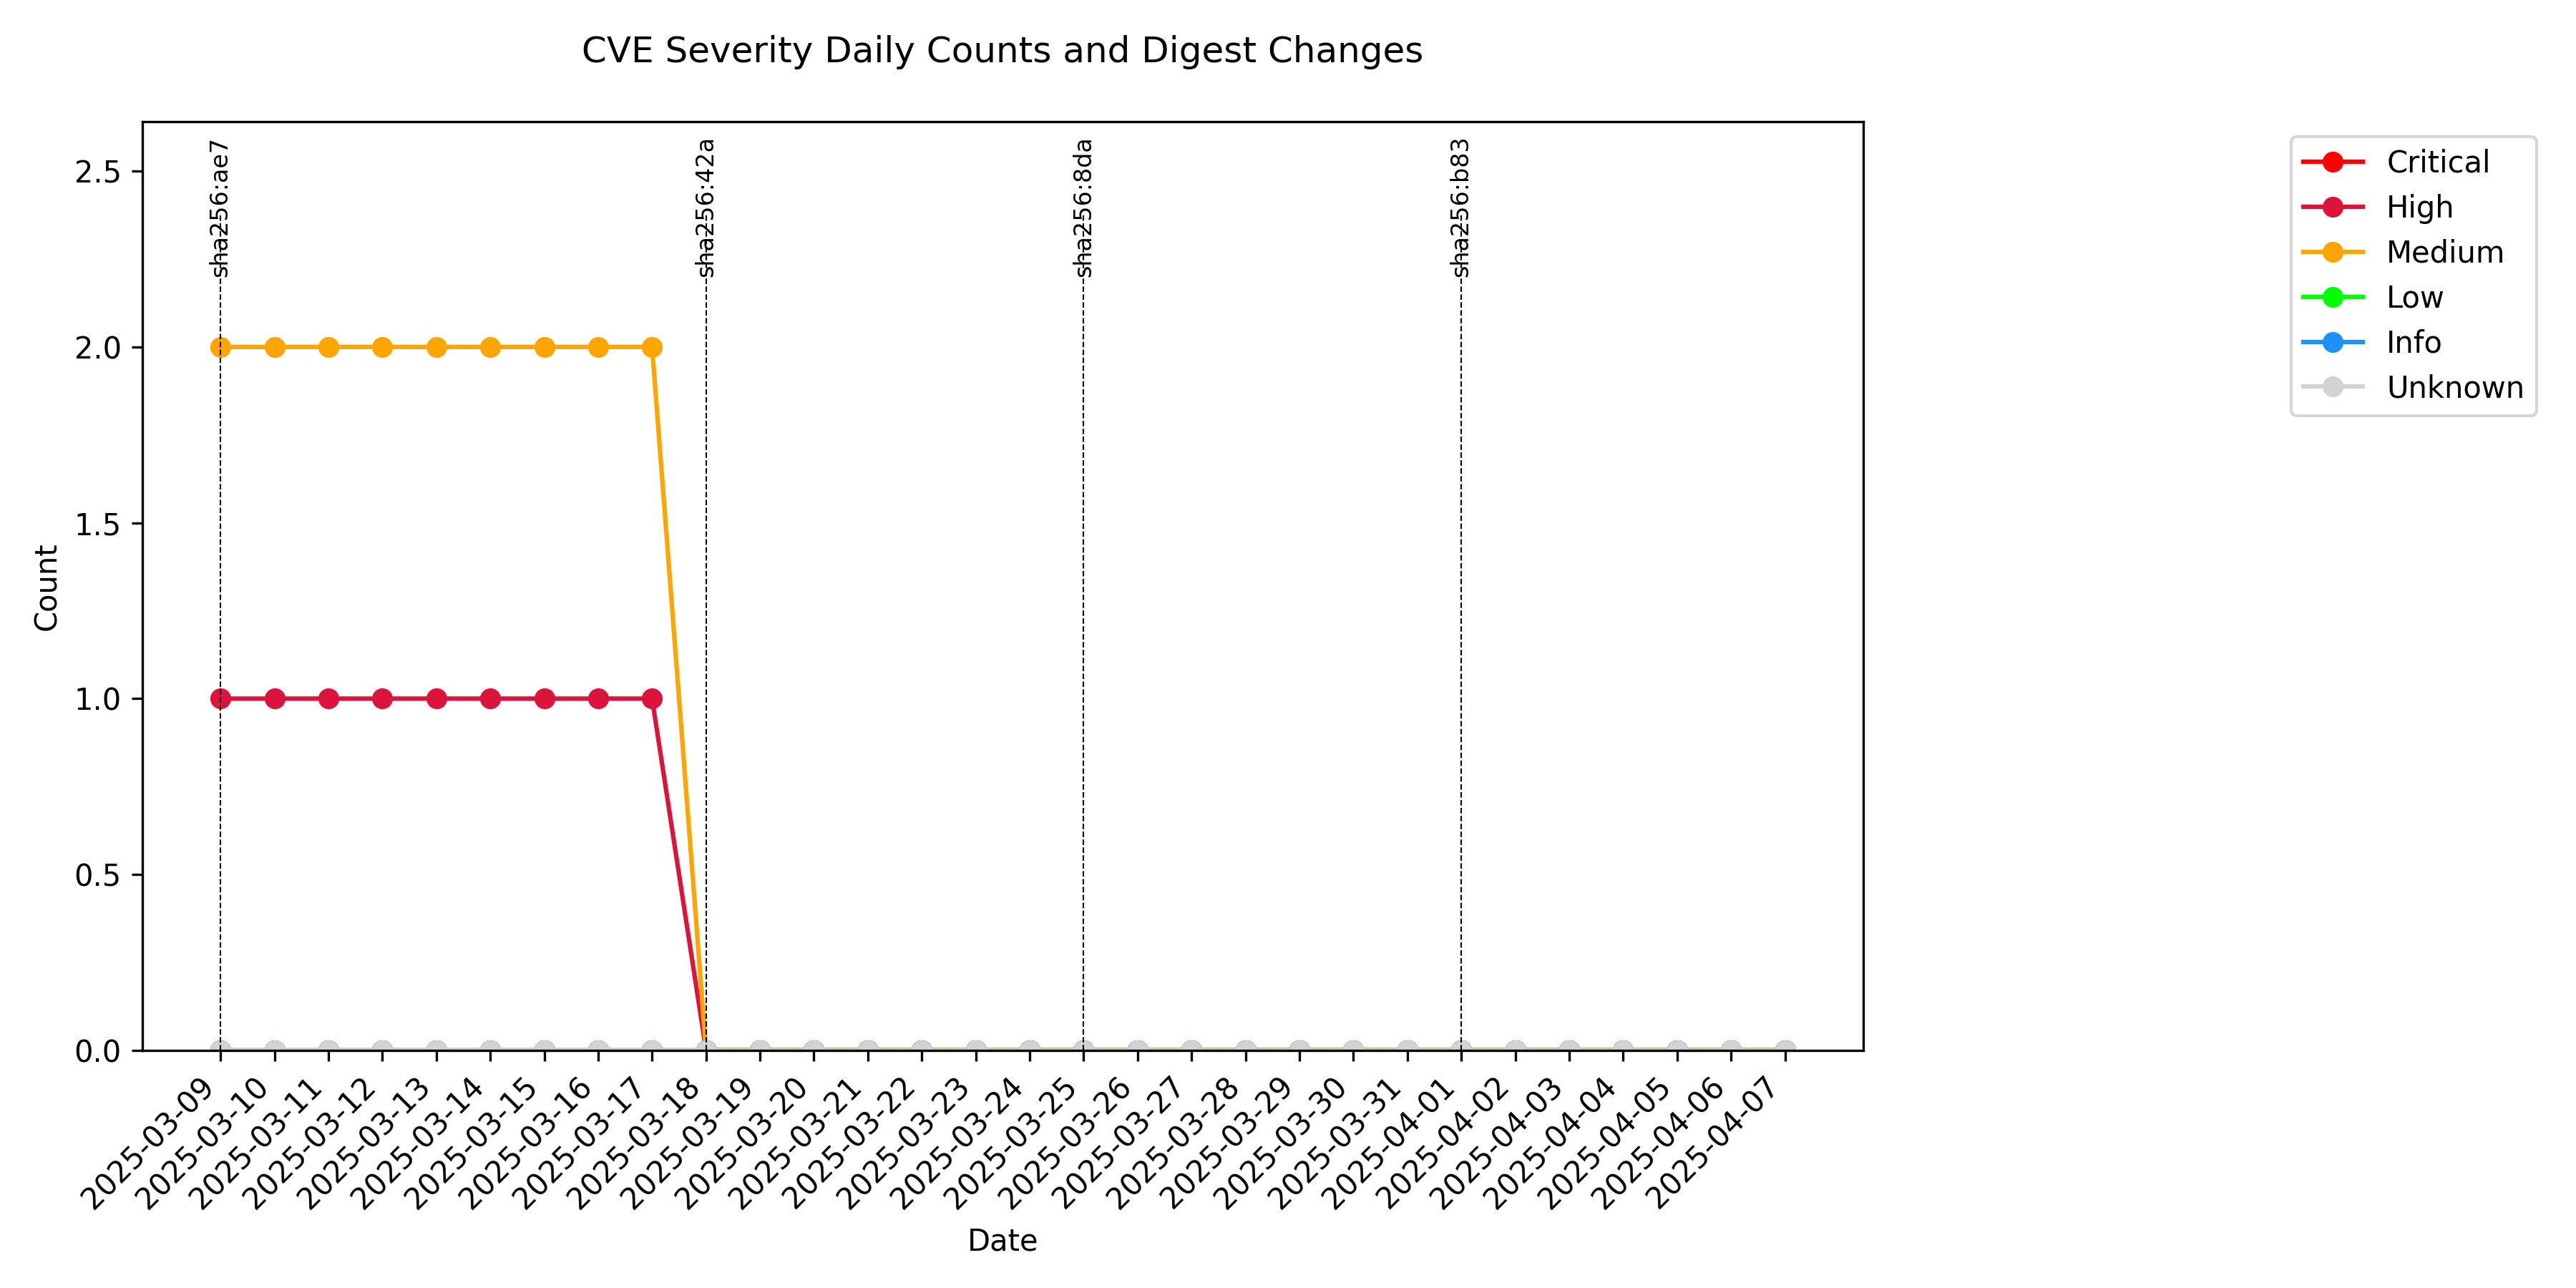 CVE Severity Daily Counts and Digest Changes
sha256:ae7
sha256:42a
sha256:8da
sha256:b83
Critical
High
Medium
Low
Info
Unknown
2.5
2.0
1.5
1.0
0.5
0.0
Count
2025-03-09
2025-03-10
2025-03-11
2025-03-12
2025-03-13
2025-03-14
2025-03-15
2025-03-16
2025-03-17
2025-03-18
2025-03-19
2025-03-20
2025-03-21
2025-03-22
2025-03-23
2025-03-24
2025-03-25
2025-03-26
2025-03-27
2025-03-28
2025-03-29
2025-03-30
2025-03-31
2025-04-01
2025-04-02
2025-04-03
2025-04-04
2025-04-05
2025-04-06
2025-04-07
Date